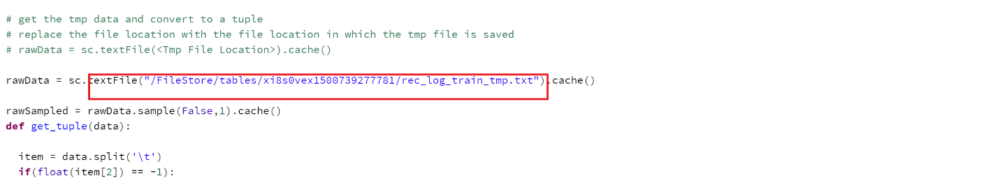 # get the tmp data and convert to a tuple
# replace the file location with the file location in which the tmp file is saved
# rawData = sc.textFile(<Tmp File Location>).cache()
rawData = sc.textFile("/FileStore/tables/xi8s0vex1500739277781/rec_log_train_tmp.txt").cache()
rawSampled = rawData.sample(False,1).cache()
def get_tuple(data):
item = data.split('\t')
if(float(item[2]) == -1):